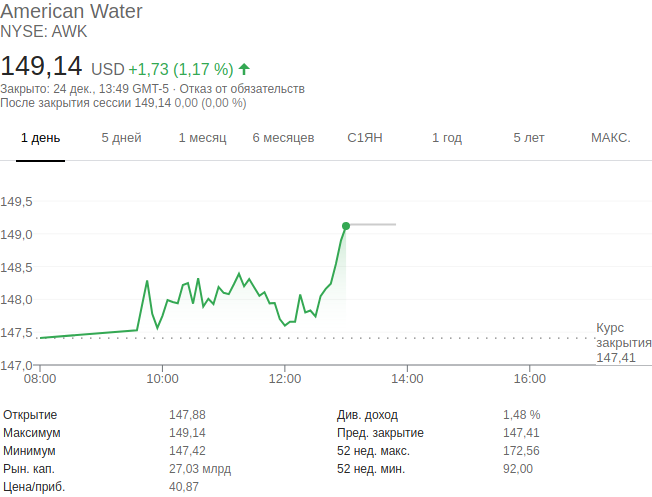 American Water
NYSE: AWK
149,14 USD +1,73 (1,17 %)
Закрыто: 24 дек., 13:49 GMT-5 · Отказ от обязательств
После закрытия сессии 149,14 0,00 (0,00 %)
1 день 5 дней 1 месяц 6 месяцев С1ЯН 1 год 5 лет МАКС.
149,5
149,0
148,5
148,0
147,5
147,0
Курс
закрытия
147,41
08:00 10:00 12:00 14:00 16:00
Открытие 147,88 Див. доход 1,48 %
Максимум 149,14 Пред. закрытие 147,41
Минимум 147,42 52 нед. макс. 172,56
Рын. кап. 27,03 млрд 52 нед. мин. 92,00
Цена/приб. 40,87